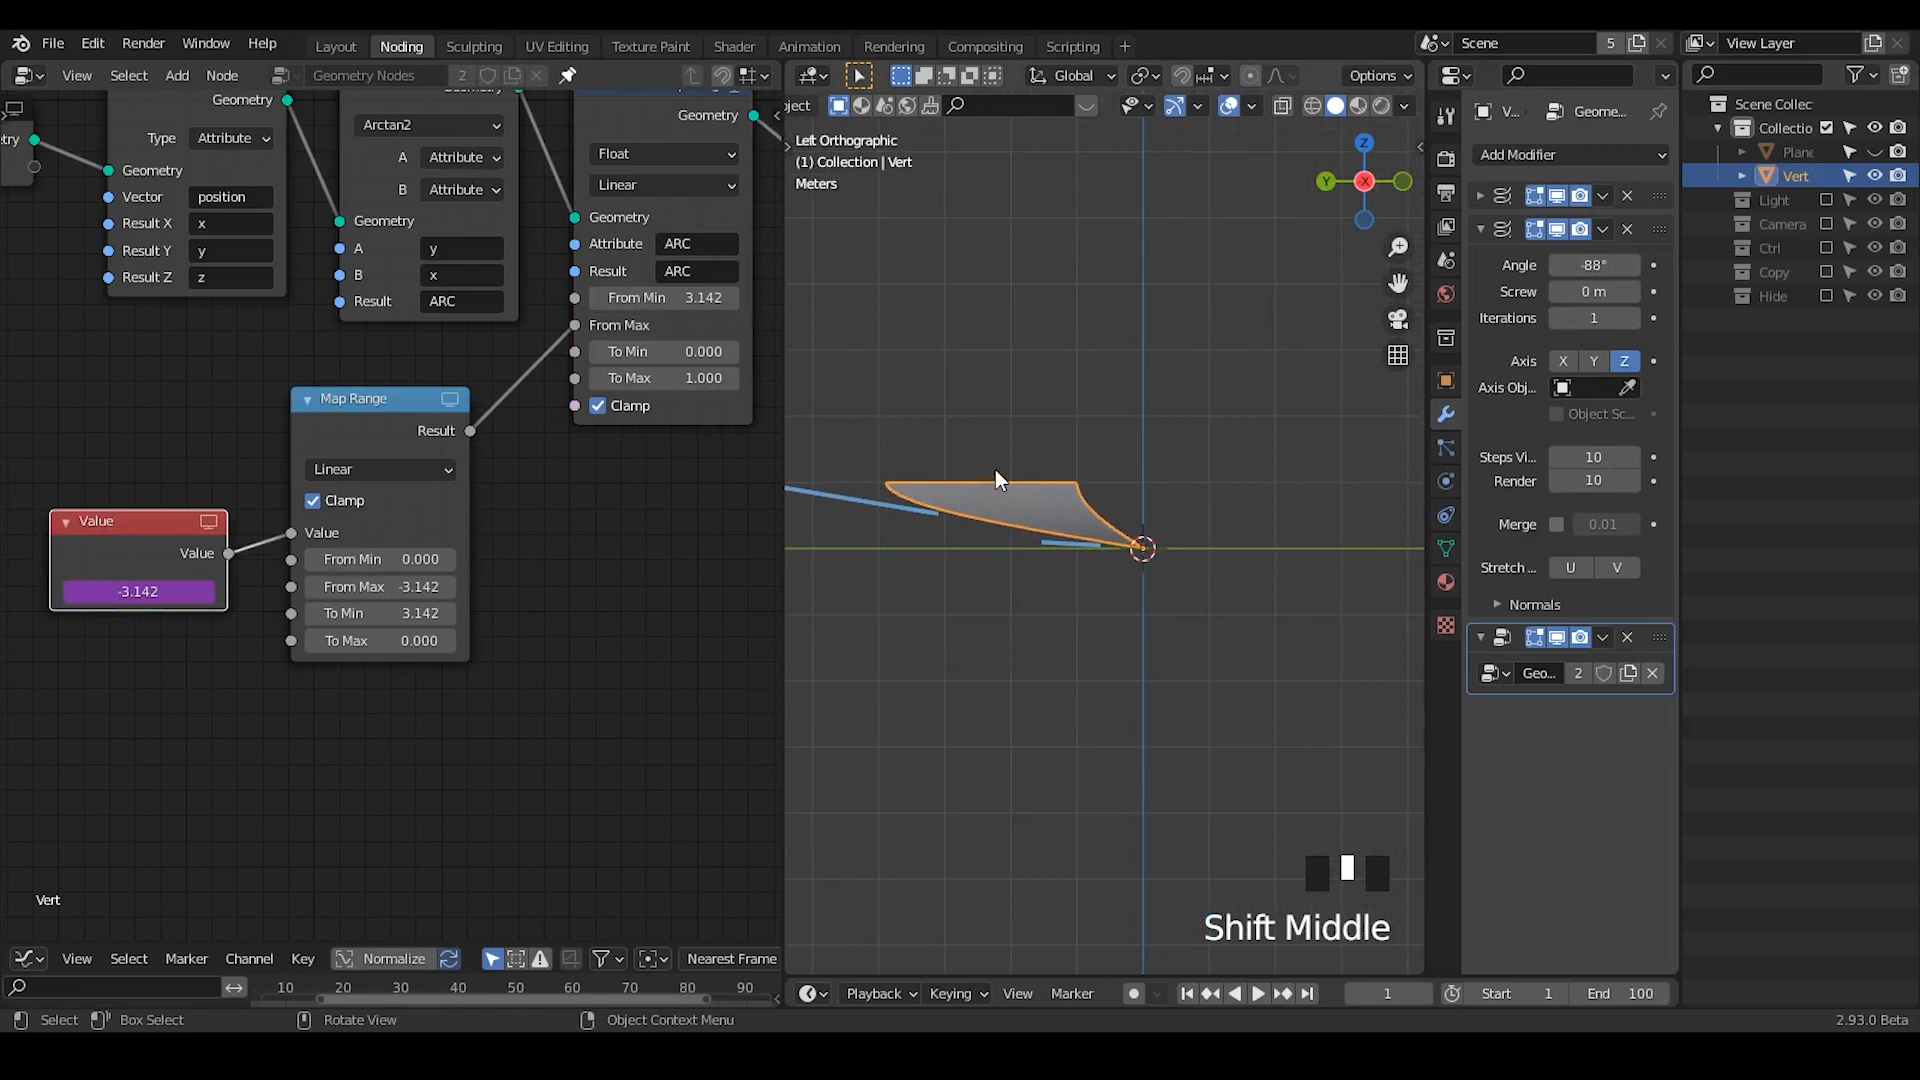 File Edit Render Window Help Layout Noding Sculpting UV Editing Texture Paint Shader Animation Rendering Compositing Scripting + Scene 5 View Layer
View Select Add Node Geometry Nodes 2 Global Options
Geometry
Type Attribute
Geometry
Vector position
Result X x
Result Y y
Result Z z
Arctan2
A Attribute
B Attribute
Geometry
A y
B x
Result ARC
Geometry
Float
Linear
Geometry
Attribute ARC
Result ARC
From Min 3.142
From Max
To Min 0.000
To Max 1.000
Clamp
Map Range
Result
Linear
Clamp
Value
From Min 0.000
From Max -3.142
To Min 3.142
To Max 0.000
Value
Value
-3.142
Vert
Left Orthographic
(1) Collection | Vert
Meters
Z
Y
X
Shift Middle
V... Geome...
Add Modifier
Angle -88°
Screw 0 m
Iterations 1
Axis X Y Z
Axis Obj...
Object Sc...
Steps Vi... 10
Render 10
Merge 0.01
Stretch ... U V
Normals
Geo... 2
Scene Collec
Collectio
Plane
Vert
Light
Camera
Ctrl
Copy
Hide
View Select Marker Channel Key Normalize Nearest Frame
10 20 30 40 50 60 70 80 90
Playback Keying View Marker 1 Start 1 End 100
Select Box Select Rotate View Object Context Menu 2.93.0 Beta